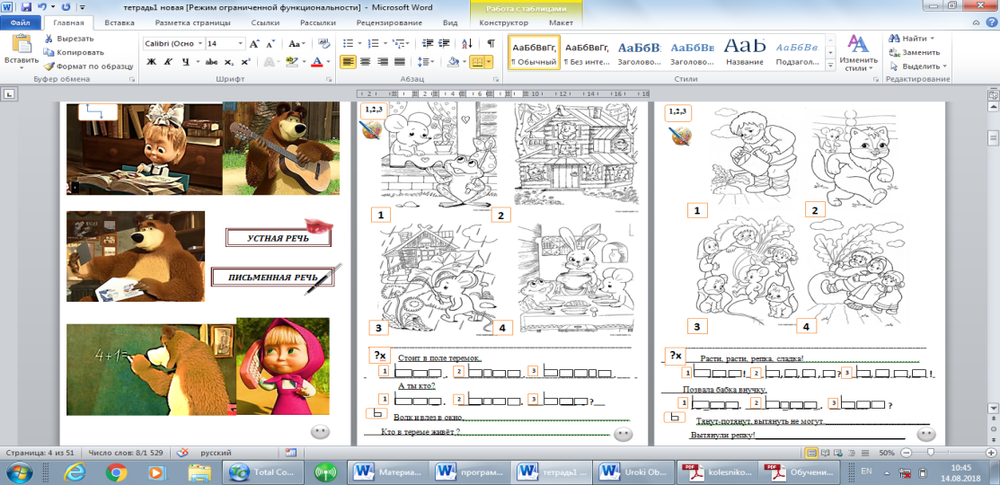 тетрадь1 новая [Режим ограниченной функциональности] - Microsoft Word
Работа с таблицами
Файл Главная Вставка Разметка страницы Ссылки Рассылки Рецензирование Вид Конструктор Макет
Вставить
Вырезать
Копировать
Формат по образцу
Буфер обмена
Calibri (Осно 14
Ж К Ч abc x₂ x²
Шрифт
Абзац
АаБбВвГг, АаБбВвГг, АаБбВ АаБбВв АаБ АаБбВв
¶ Обычный ¶ Без инте... Заголово... Заголово... Название Подзагол...
Стили
Изменить стили
Найти
Заменить
Выделить
Редактирование
УСТНАЯ РЕЧЬ
ПИСЬМЕННАЯ РЕЧЬ
4+1=
1,2,3
1 2
3 4
?х
Стоит в поле теремок.
1 . 2 . 3 .
А ты кто?
1 . 2 . 3 ?
Волк и влез в окно.
Кто в тереме живёт ?
1,2,3
1 2
3 4
?х
Расти, расти, репка, сладка!
1 ! 2 ? 3 !
Позвала бабка внучку.
1 . 2 . 3 ?
Тянут-потянут, вытянуть не могут.
Вытянули репку!
Страница: 4 из 51 Число слов: 8/1 529 русский 50%
Total Co... Материа... програм... тетрадь1 ... Uroki Ob... kolesniko... Обучени... EN 10:45
14.08.2018